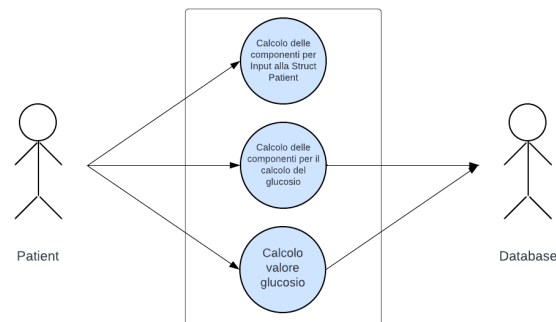 Calcolo delle
componenti per
Input alla Struct
Patient
Calcolo delle
componenti per il
calcolo del
glucosio
Calcolo
valore
glucosio
Patient
Database